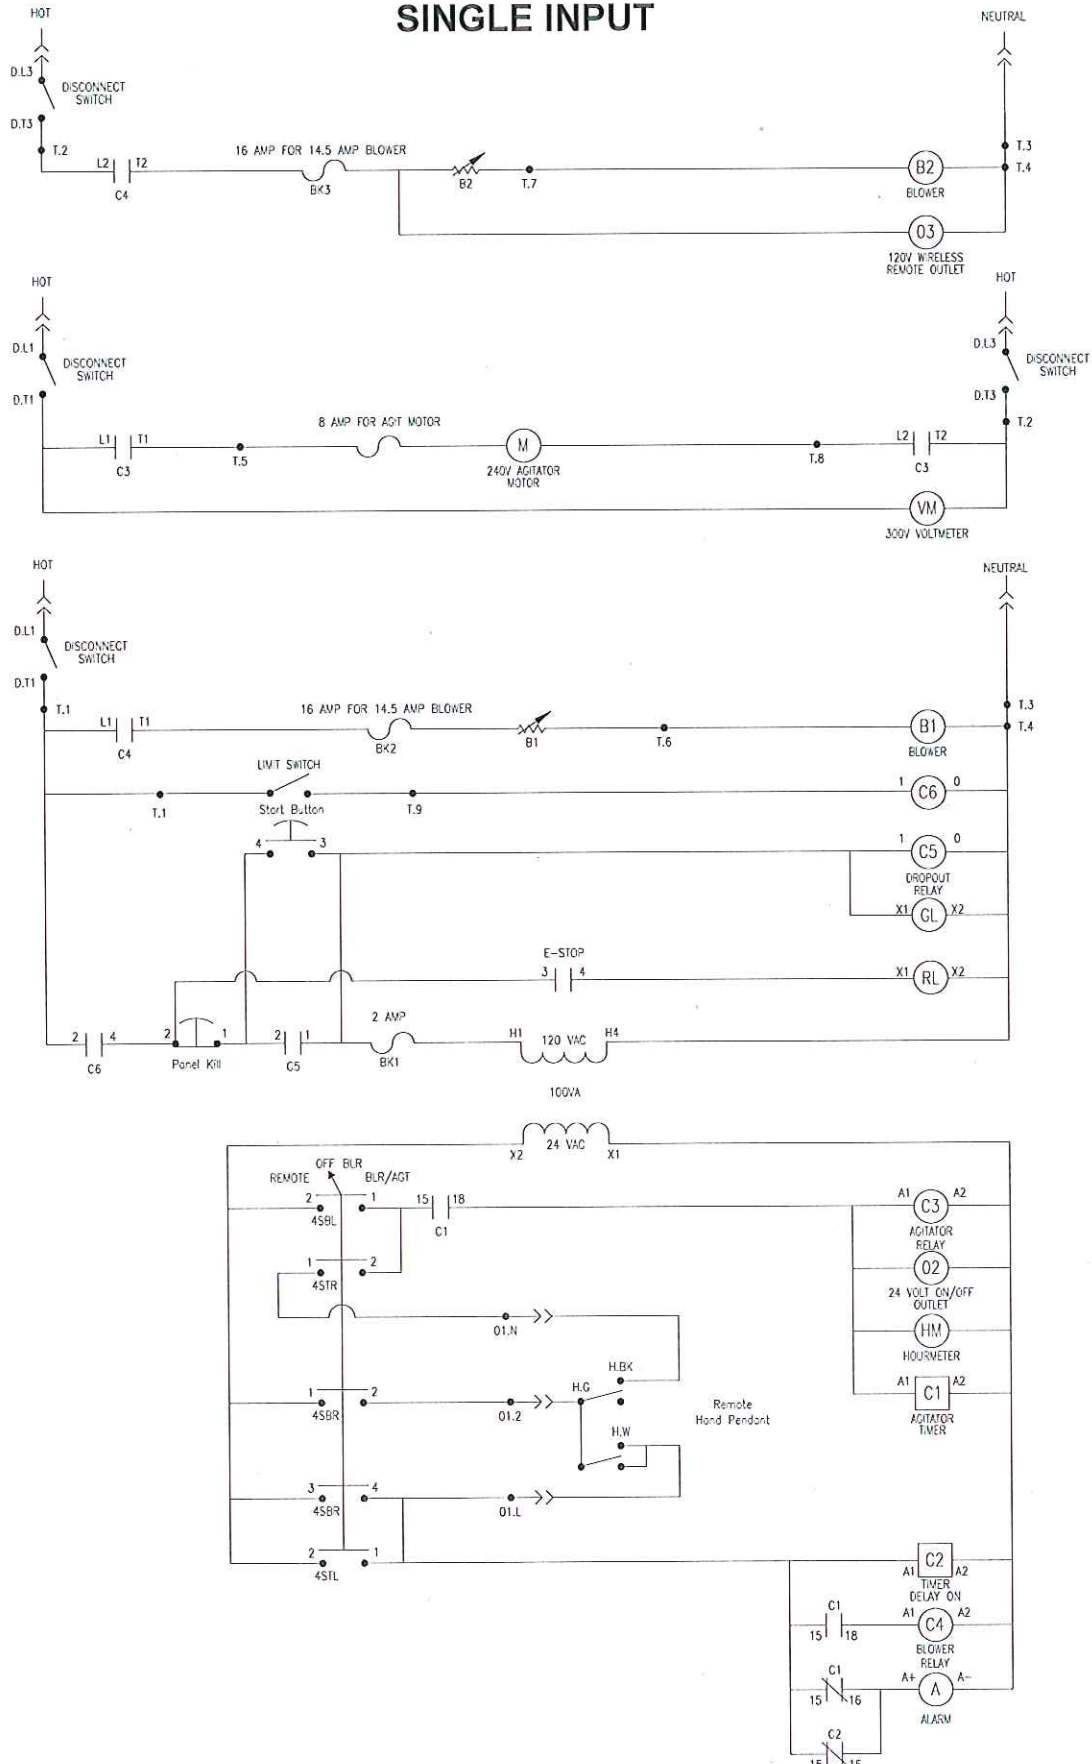 SINGLE INPUT
HOT
NEUTRAL
D.L3
DISCONNECT
SWITCH
D.T3
T.2
T.3
T.4
L2 T2
C4
16 AMP FOR 14.5 AMP BLOWER
BK3
B2
T.7
B2
BLOWER
03
120V WIRELESS
REMOTE OUTLET
HOT
HOT
D.L1
DISCONNECT
SWITCH
D.T1
D.L3
DISCONNECT
SWITCH
D.T3
T.2
L1 T1
C3
T.5
8 AMP FOR AGIT MOTOR
M
240V AGITATOR
MOTOR
T.8
L2 T2
C3
VM
300V VOLTMETER
HOT
NEUTRAL
D.L1
DISCONNECT
SWITCH
D.T1
T.1
T.3
T.4
L1 T1
C4
16 AMP FOR 14.5 AMP BLOWER
BK2
B1
T.6
B1
BLOWER
LIMIT SWITCH
T.1
T.9
1 C6 0
Start Button
4 3
1 C5 0
DROPOUT
RELAY
X1 GL X2
E-STOP
3 4
X1 RL X2
2 4
C6
2 1
Panel Kill
2 1
C5
2 AMP
BK1
H1 120 VAC H4
100VA
X2 24 VAC X1
REMOTE
OFF BLR
BLR/AGT
2 1
4SBL
15 18
C1
A1 C3 A2
AGITATOR
RELAY
1 2
4STR
02
24 VOLT ON/OFF
OUTLET
01.N
HM
HOURMETER
H.BK
H.G
A1 C1 A2
AGITATOR
TIMER
1 2
4SBR
01.2
H.W
Remote
Hand Pendant
3 4
4SBR
01.L
2 1
4STL
C2
A1 A2
TIMER
DELAY ON
C1
15 18
A1 C4 A2
BLOWER
RELAY
C1
15 16
A+ A A-
ALARM
C2